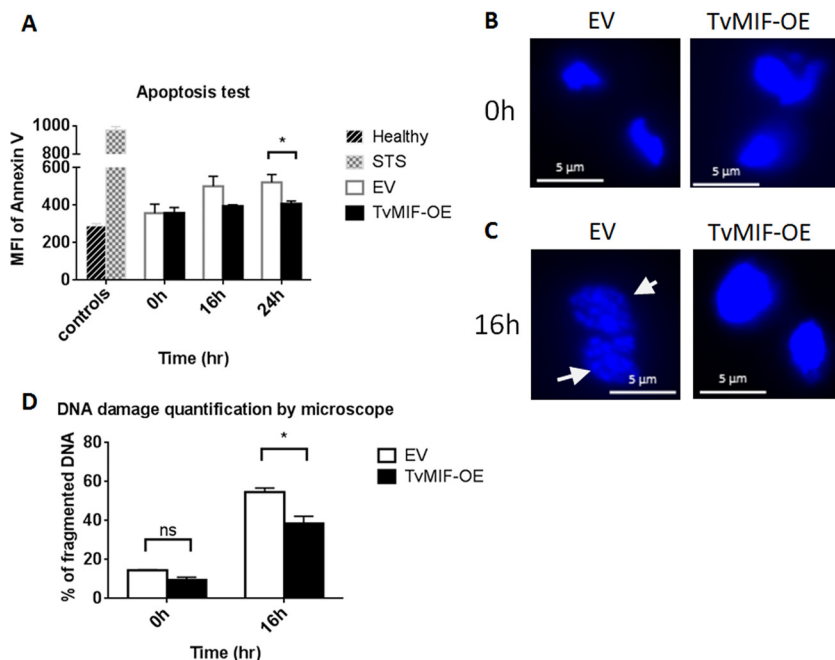 A
Apoptosis test
MFI of Annexin V
1000
800
600
400
200
0
controls
0h
16h
24h
*
Time (hr)
Healthy
STS
EV
TvMIF-OE
B
EV
TvMIF-OE
0h
5 µm
5 µm
C
EV
TvMIF-OE
16h
5 µm
5 µm
D
DNA damage quantification by microscope
% of fragmented DNA
80
60
40
20
0
ns
*
0h
16h
Time (hr)
EV
TvMIF-OE